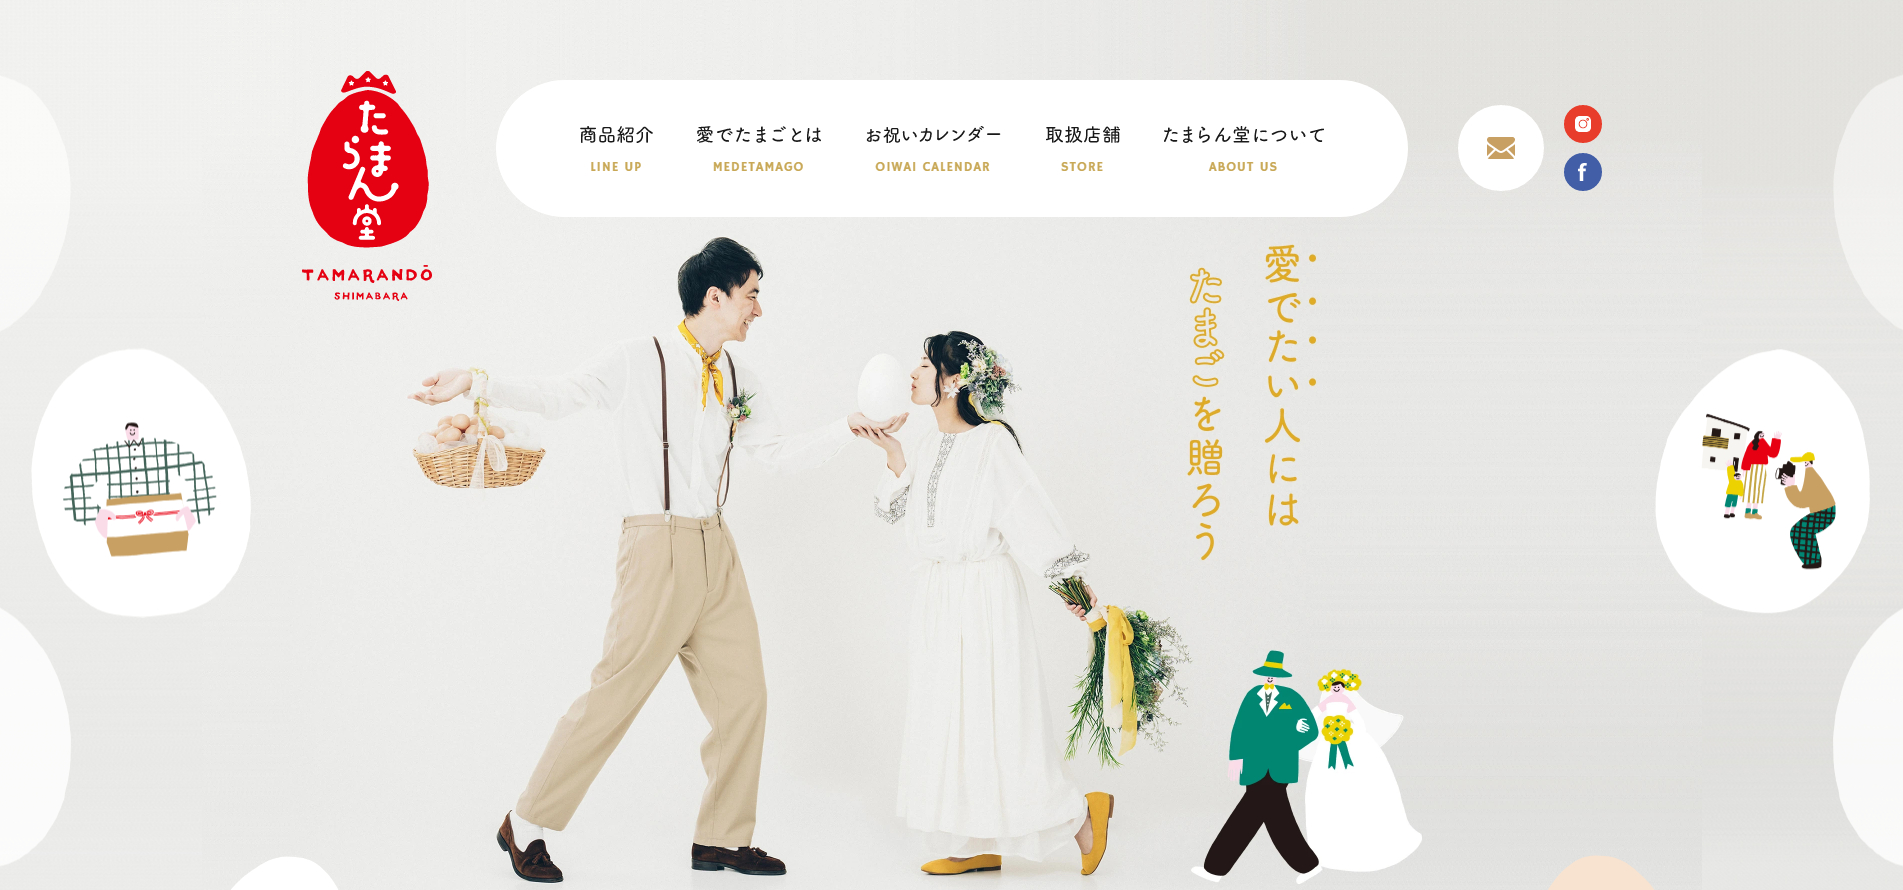 たまらん堂
TAMARANDŌ
SHIMABARA
商品紹介
LINE UP
愛でたまごとは
MEDETAMAGO
お祝いカレンダー
OIWAI CALENDAR
取扱店舗
STORE
たまらん堂について
ABOUT US
愛でたい人には
たまごを贈ろう